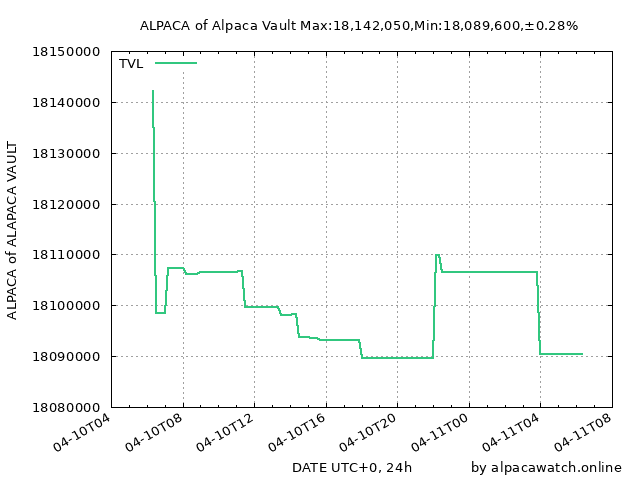 ALPACA of Alpaca Vault Max:18,142,050,Min:18,089,600,±0.28%
TVL
ALPACA of ALAPACA VAULT
18150000
18140000
18130000
18120000
18110000
18100000
18090000
18080000
04-10T04
04-10T08
04-10T12
04-10T16
04-10T20
04-11T00
04-11T04
04-11T08
DATE UTC+0, 24h
by alpacawatch.online